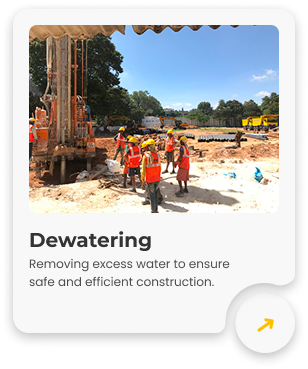 Dewatering
Removing excess water to ensure
safe and efficient construction.